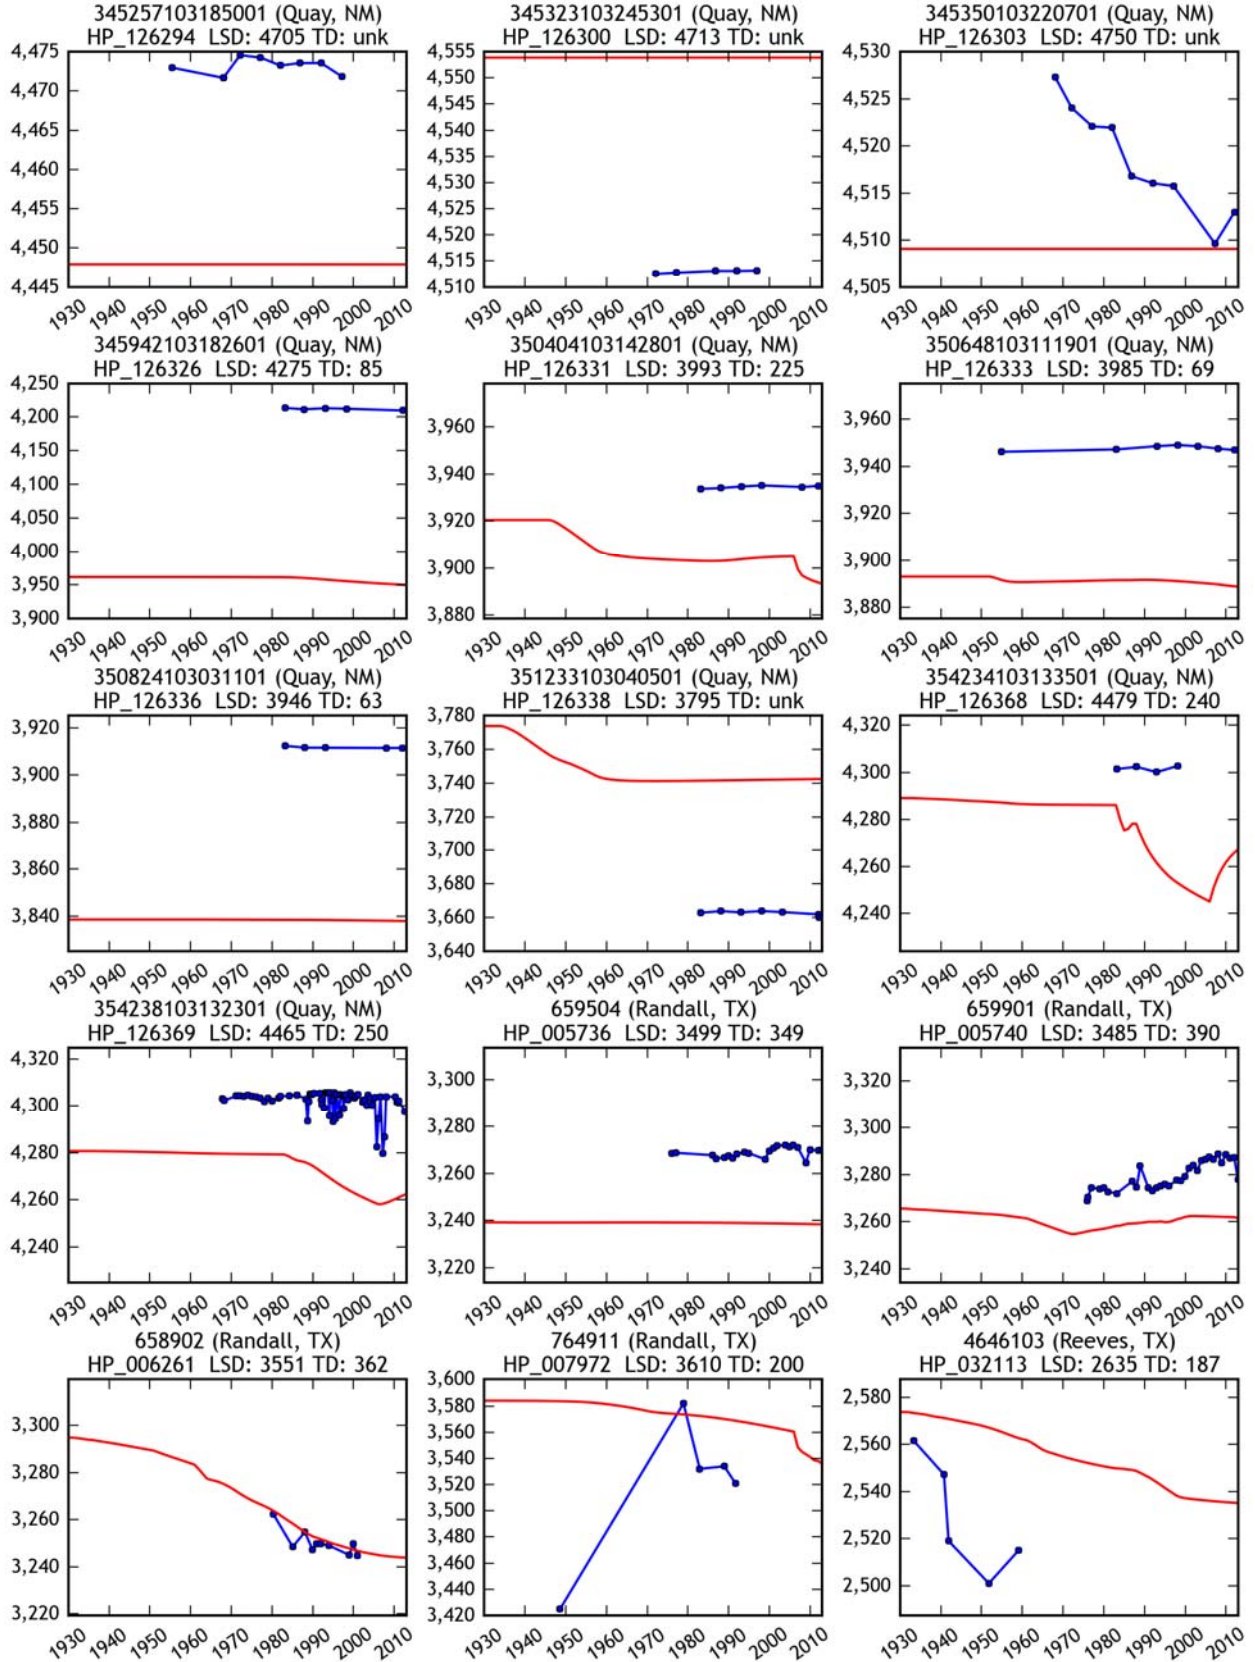 345257103185001 (Quay, NM)
HP_126294 LSD: 4705 TD: unk
4,475
4,470
4,465
4,460
4,455
4,450
4,445
1930 1940 1950 1960 1970 1980 1990 2000 2010
345323103245301 (Quay, NM)
HP_126300 LSD: 4713 TD: unk
4,555
4,550
4,545
4,540
4,535
4,530
4,525
4,520
4,515
4,510
1930 1940 1950 1960 1970 1980 1990 2000 2010
345350103220701 (Quay, NM)
HP_126303 LSD: 4750 TD: unk
4,530
4,525
4,520
4,515
4,510
4,505
1930 1940 1950 1960 1970 1980 1990 2000 2010
345942103182601 (Quay, NM)
HP_126326 LSD: 4275 TD: 85
4,250
4,200
4,150
4,100
4,050
4,000
3,950
3,900
1930 1940 1950 1960 1970 1980 1990 2000 2010
350404103142801 (Quay, NM)
HP_126331 LSD: 3993 TD: 225
3,960
3,940
3,920
3,900
3,880
1930 1940 1950 1960 1970 1980 1990 2000 2010
350648103111901 (Quay, NM)
HP_126333 LSD: 3985 TD: 69
3,960
3,940
3,920
3,900
3,880
1930 1940 1950 1960 1970 1980 1990 2000 2010
350824103031101 (Quay, NM)
HP_126336 LSD: 3946 TD: 63
3,920
3,900
3,880
3,860
3,840
1930 1940 1950 1960 1970 1980 1990 2000 2010
351233103040501 (Quay, NM)
HP_126338 LSD: 3795 TD: unk
3,780
3,760
3,740
3,720
3,700
3,680
3,660
3,640
1930 1940 1950 1960 1970 1980 1990 2000 2010
354234103133501 (Quay, NM)
HP_126368 LSD: 4479 TD: 240
4,320
4,300
4,280
4,260
4,240
1930 1940 1950 1960 1970 1980 1990 2000 2010
354238103132301 (Quay, NM)
HP_126369 LSD: 4465 TD: 250
4,320
4,300
4,280
4,260
4,240
1930 1940 1950 1960 1970 1980 1990 2000 2010
659504 (Randall, TX)
HP_005736 LSD: 3499 TD: 349
3,300
3,280
3,260
3,240
3,220
1930 1940 1950 1960 1970 1980 1990 2000 2010
659901 (Randall, TX)
HP_005740 LSD: 3485 TD: 390
3,320
3,300
3,280
3,260
3,240
1930 1940 1950 1960 1970 1980 1990 2000 2010
658902 (Randall, TX)
HP_006261 LSD: 3551 TD: 362
3,300
3,280
3,260
3,240
3,220
1930 1940 1950 1960 1970 1980 1990 2000 2010
764911 (Randall, TX)
HP_007972 LSD: 3610 TD: 200
3,600
3,580
3,560
3,540
3,520
3,500
3,480
3,460
3,440
3,420
1930 1940 1950 1960 1970 1980 1990 2000 2010
4646103 (Reeves, TX)
HP_032113 LSD: 2635 TD: 187
2,580
2,560
2,540
2,520
2,500
1930 1940 1950 1960 1970 1980 1990 2000 2010